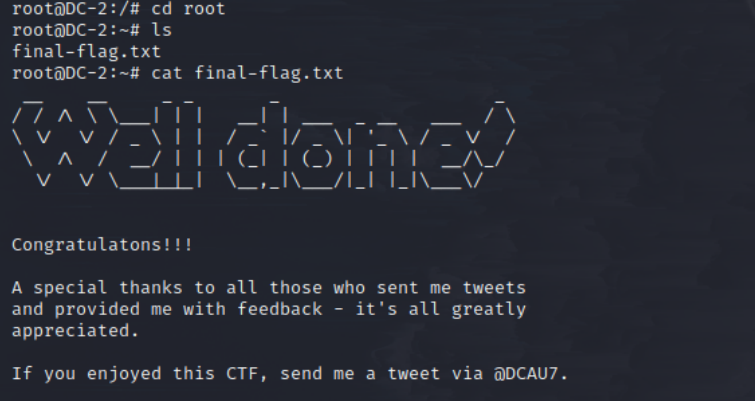 root@DC-2:/# cd root
root@DC-2:~# ls
final-flag.txt
root@DC-2:~# cat final-flag.txt
Well done!
Congratulatons!!!
A special thanks to all those who sent me tweets
and provided me with feedback - it's all greatly
appreciated.
If you enjoyed this CTF, send me a tweet via @DCAU7.